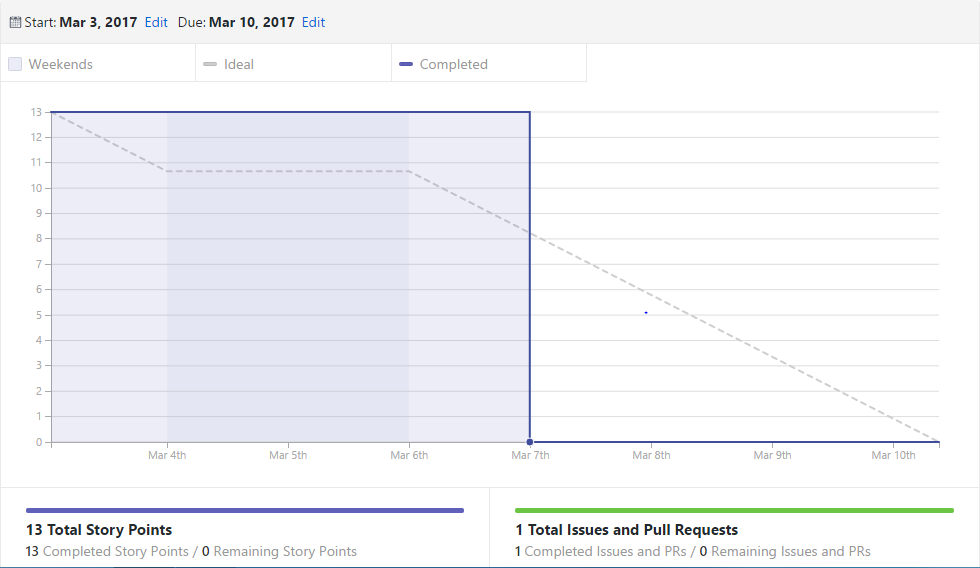 Start: Mar 3, 2017 Edit Due: Mar 10, 2017 Edit
Weekends Ideal Completed
13
12
11
10
9
8
7
6
5
4
3
2
1
0
Mar 4th Mar 5th Mar 6th Mar 7th Mar 8th Mar 9th Mar 10th
13 Total Story Points
13 Completed Story Points / 0 Remaining Story Points
1 Total Issues and Pull Requests
1 Completed Issues and PRs / 0 Remaining Issues and PRs